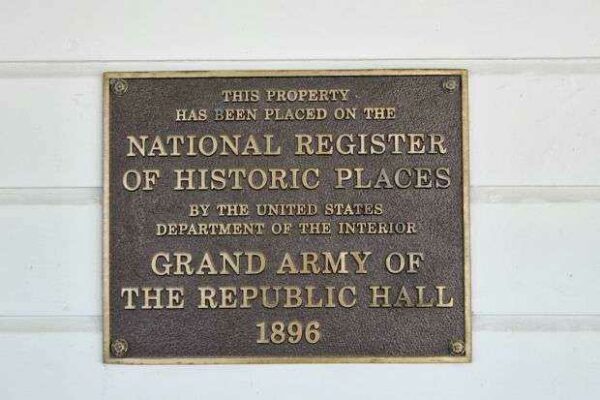 THIS PROPERTY
HAS BEEN PLACED ON THE
NATIONAL REGISTER
OF HISTORIC PLACES
BY THE UNITED STATES
DEPARTMENT OF THE INTERIOR
GRAND ARMY OF
THE REPUBLIC HALL
1896